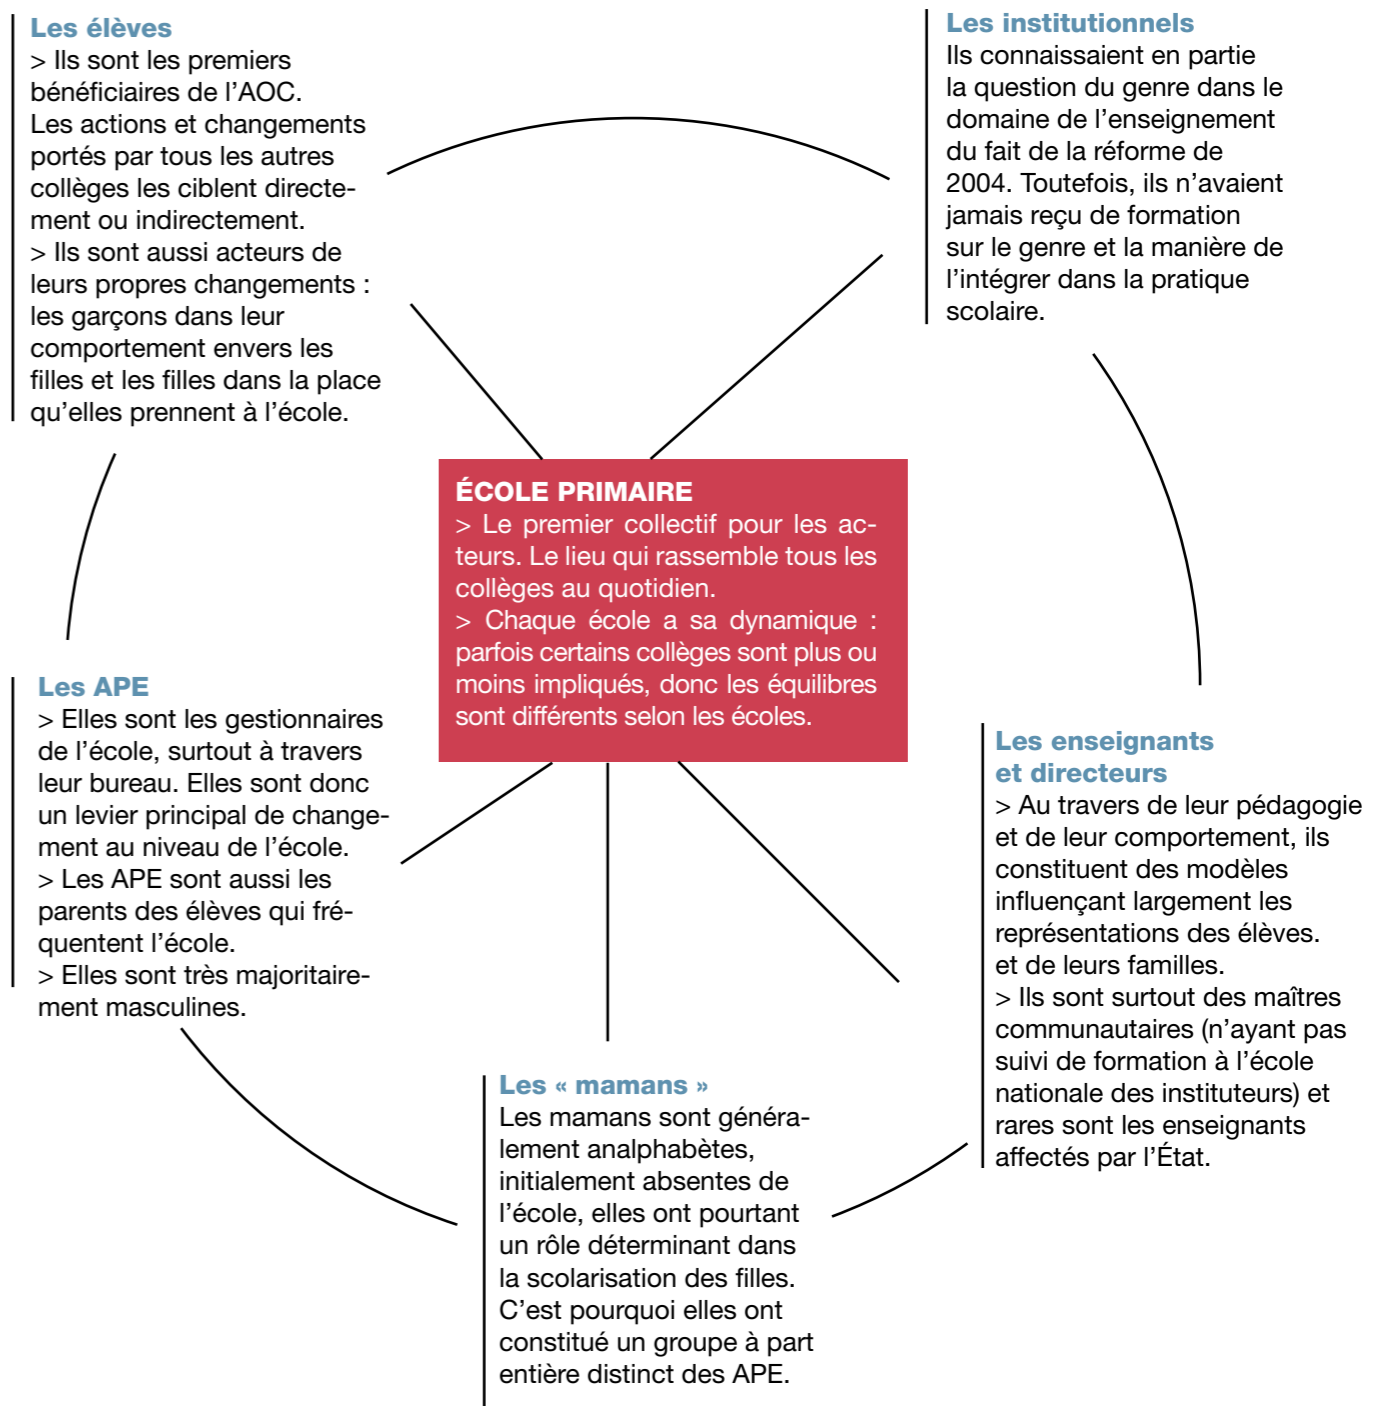 Les élèves
> Ils sont les premiers
bénéficiaires de l’AOC.
Les actions et changements
portés par tous les autres
collèges les ciblent directe-
ment ou indirectement.
> Ils sont aussi acteurs de
leurs propres changements :
les garçons dans leur
comportement envers les
filles et les filles dans la place
qu’elles prennent à l’école.
Les institutionnels
Ils connaissaient en partie
la question du genre dans le
domaine de l’enseignement
du fait de la réforme de
2004. Toutefois, ils n’avaient
jamais reçu de formation
sur le genre et la manière de
l’intégrer dans la pratique
scolaire.
ÉCOLE PRIMAIRE
> Le premier collectif pour les ac-
teurs. Le lieu qui rassemble tous les
collèges au quotidien.
> Chaque école a sa dynamique :
parfois certains collèges sont plus ou
moins impliqués, donc les équilibres
sont différents selon les écoles.
Les APE
> Elles sont les gestionnaires
de l’école, surtout à travers
leur bureau. Elles sont donc
un levier principal de change-
ment au niveau de l’école.
> Les APE sont aussi les
parents des élèves qui fré-
quentent l’école.
> Elles sont très majoritaire-
ment masculines.
Les enseignants
et directeurs
> Au travers de leur pédagogie
et de leur comportement, ils
constituent des modèles
influençant largement les
représentations des élèves.
et de leurs familles.
> Ils sont surtout des maîtres
communautaires (n’ayant pas
suivi de formation à l’école
nationale des instituteurs) et
rares sont les enseignants
affectés par l’État.
Les « mamans »
Les mamans sont généra-
lement analphabètes,
initialement absentes de
l’école, elles ont pourtant
un rôle déterminant dans
la scolarisation des filles.
C’est pourquoi elles ont
constitué un groupe à part
entière distinct des APE.